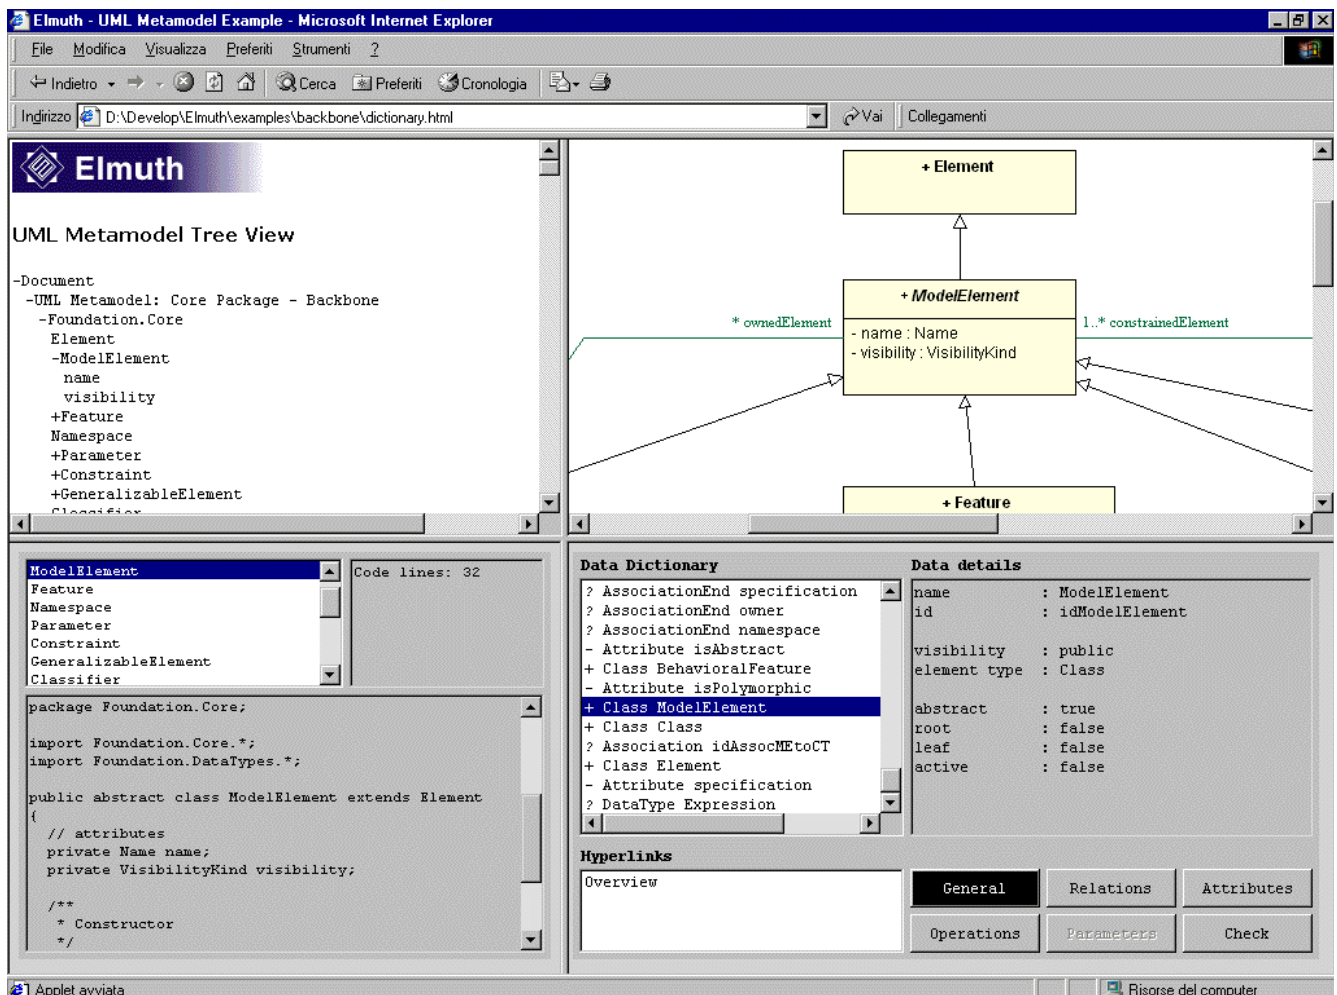 Elmuth - UML Metamodel Example - Microsoft Internet Explorer
File Modifica Visualizza Preferiti Strumenti ?
Indietro Cerca Preferiti Cronologia
Indirizzo D:\Develop\Elmuth\examples\backbone\dictionary.html Vai Collegamenti
Elmuth
UML Metamodel Tree View
-Document
-UML Metamodel: Core Package - Backbone
-Foundation.Core
Element
-ModelElement
name
visibility
+Feature
Namespace
+Parameter
+Constraint
+GeneralizableElement
Classifier
+ Element
+ ModelElement
- name : Name
- visibility : VisibilityKind
* ownedElement
1..* constrainedElement
+ Feature
ModelElement
Feature
Namespace
Parameter
Constraint
GeneralizableElement
Classifier
Code lines: 32
package Foundation.Core;
import Foundation.Core.*;
import Foundation.DataTypes.*;
public abstract class ModelElement extends Element
{
// attributes
private Name name;
private VisibilityKind visibility;
/**
* Constructor
*/
Data Dictionary
? AssociationEnd specification
? AssociationEnd owner
? AssociationEnd namespace
- Attribute isAbstract
+ Class BehavioralFeature
- Attribute isPolymorphic
+ Class ModelElement
+ Class Class
? Association idAssocMEtoCT
+ Class Element
- Attribute specification
? DataType Expression
Data details
name : ModelElement
id : idModelElement
visibility : public
element type : Class
abstract : true
root : false
leaf : false
active : false
Hyperlinks
Overview
General Relations Attributes
Operations Parameters Check
Applet avviata Risorse del computer